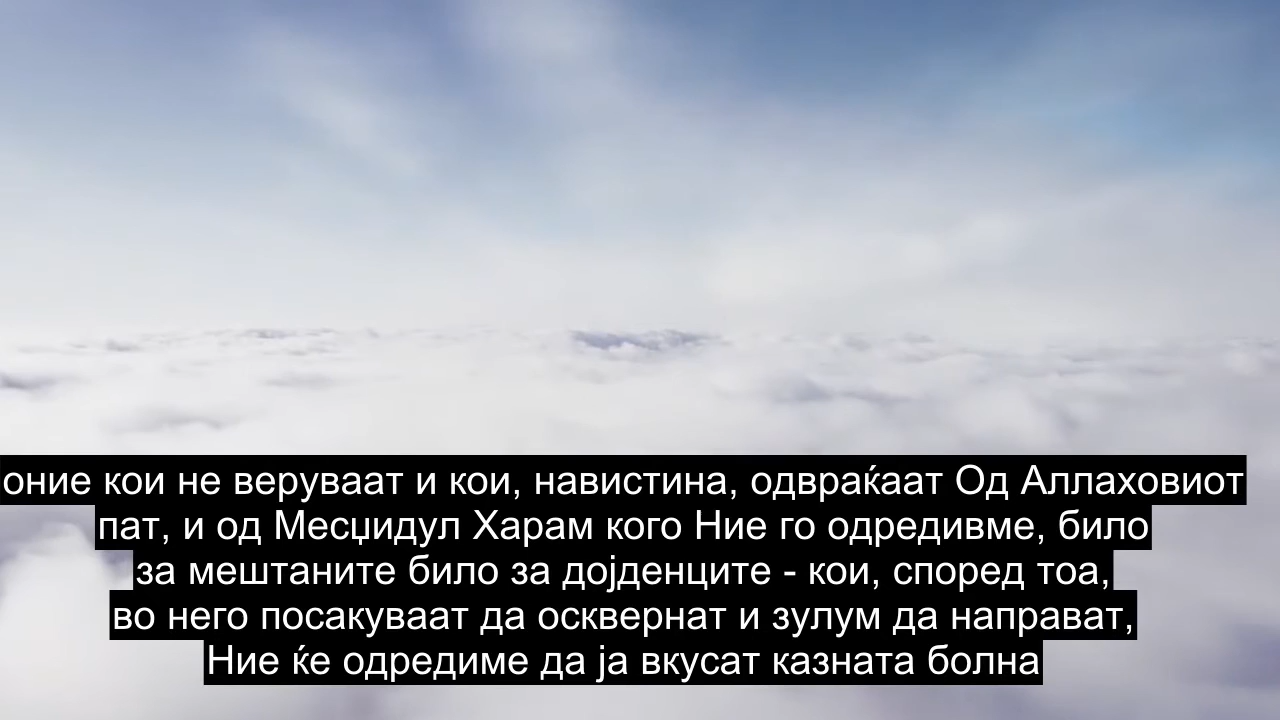 оние кои не веруваат и кои, навистина, одвраќаат Од Аллаховиот
пат, и од Месџидул Харам кого Ние го одредивме, било
за мештаните било за дојденците - кои, според тоа,
во него посакуваат да осквернат и зулум да направат,
Ние ќе одредиме да ја вкусат казната болна